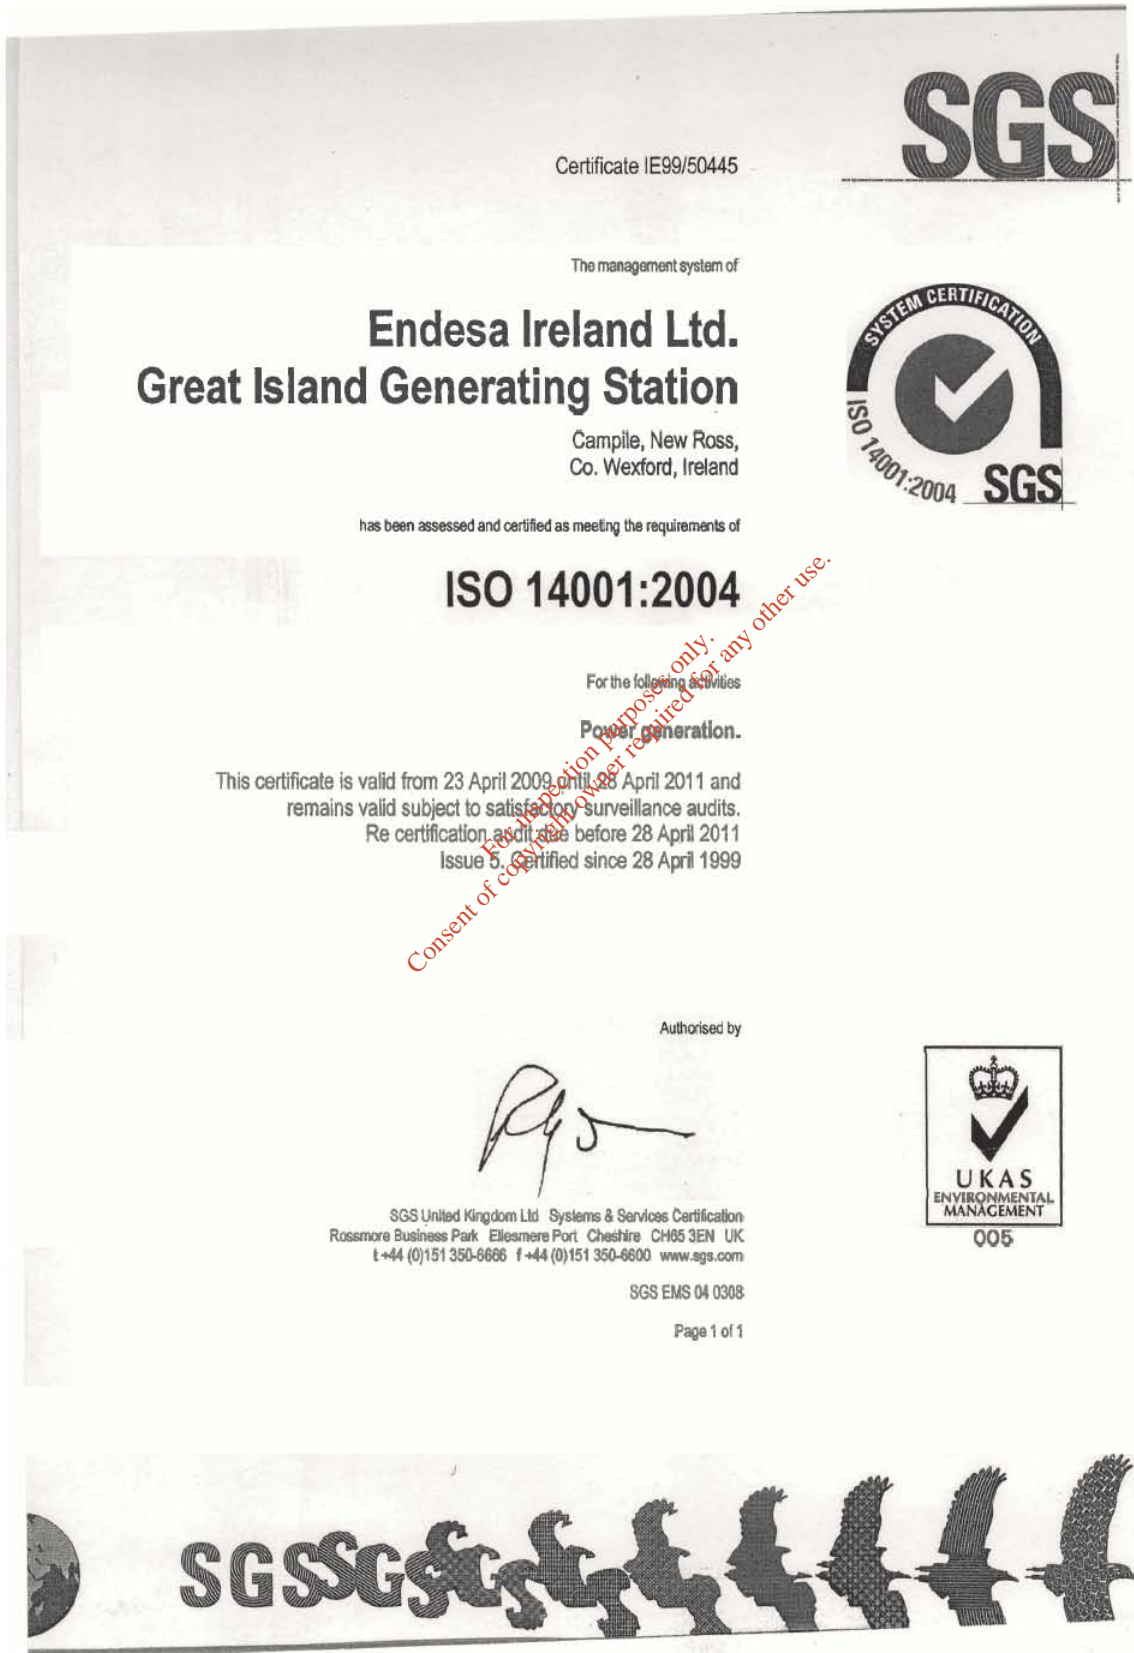 SGS
Certificate IE99/50445
The management system of
Endesa Ireland Ltd.
Great Island Generating Station
Campile, New Ross,
Co. Wexford, Ireland
SYSTEM CERTIFICATION
ISO 14001:2004
SGS
has been assessed and certified as meeting the requirements of
ISO 14001:2004
For the following activities
Power generation.
This certificate is valid from 23 April 2009 until 28 April 2011 and
remains valid subject to satisfactory surveillance audits.
Re certification audit due before 28 April 2011
Issue 5. Certified since 28 April 1999
For inspection purposes only.
Consent of copyright owner required for any other use.
Authorised by
UKAS
ENVIRONMENTAL
MANAGEMENT
005
SGS United Kingdom Ltd Systems & Services Certification
Rossmore Business Park Ellesmere Port Cheshire CH65 3EN UK
t +44 (0)151 350-6666 f +44 (0)151 350-6600 www.sgs.com
SGS EMS 04 0308
Page 1 of 1
SGSSGS